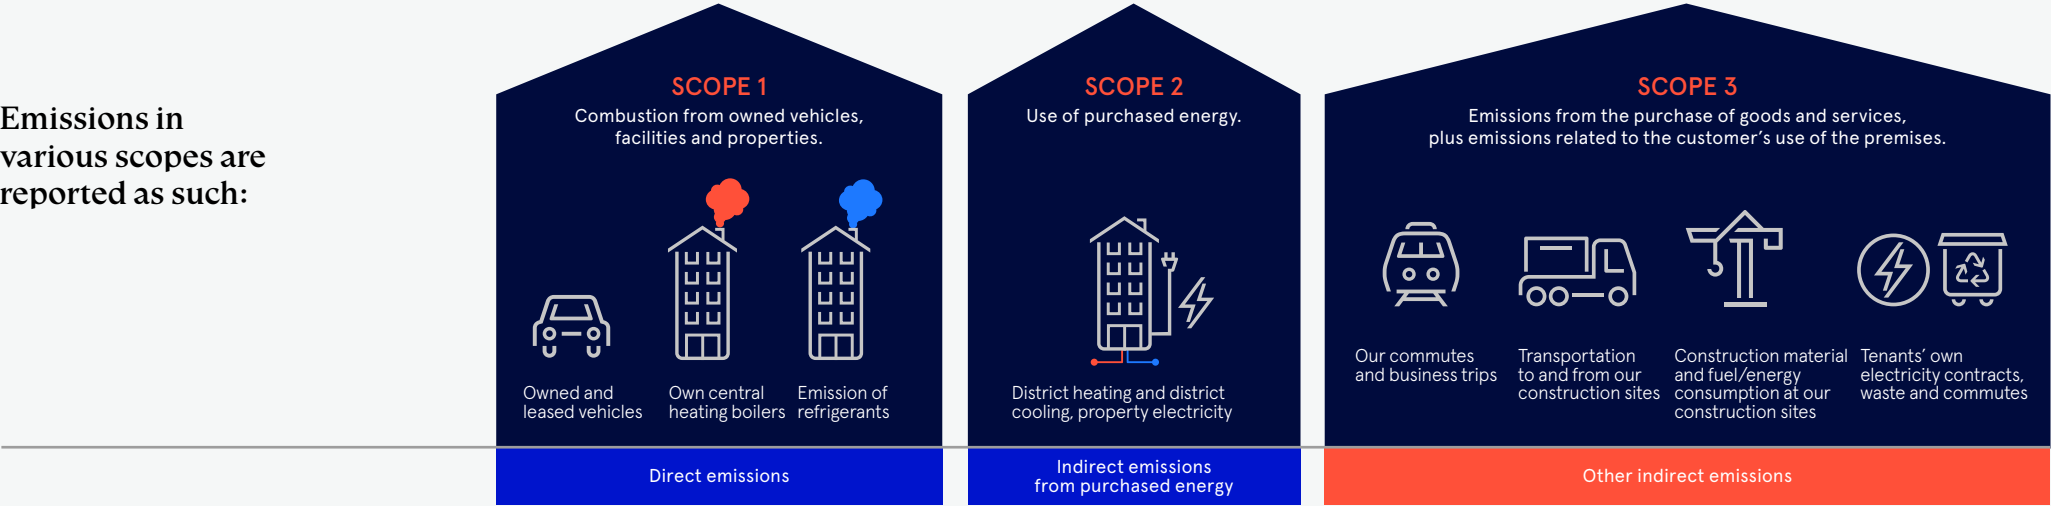 Emissions in
various scopes are
reported as such:
SCOPE 1
Combustion from owned vehicles,
facilities and properties.
Owned and
leased vehicles
Own central
heating boilers
Emission of
refrigerants
Direct emissions
SCOPE 2
Use of purchased energy.
District heating and district
cooling, property electricity
Indirect emissions
from purchased energy
SCOPE 3
Emissions from the purchase of goods and services,
plus emissions related to the customer’s use of the premises.
Our commutes
and business trips
Transportation
to and from our
construction sites
Construction material
and fuel/energy
consumption at our
construction sites
Tenants’ own
electricity contracts,
waste and commutes
Other indirect emissions